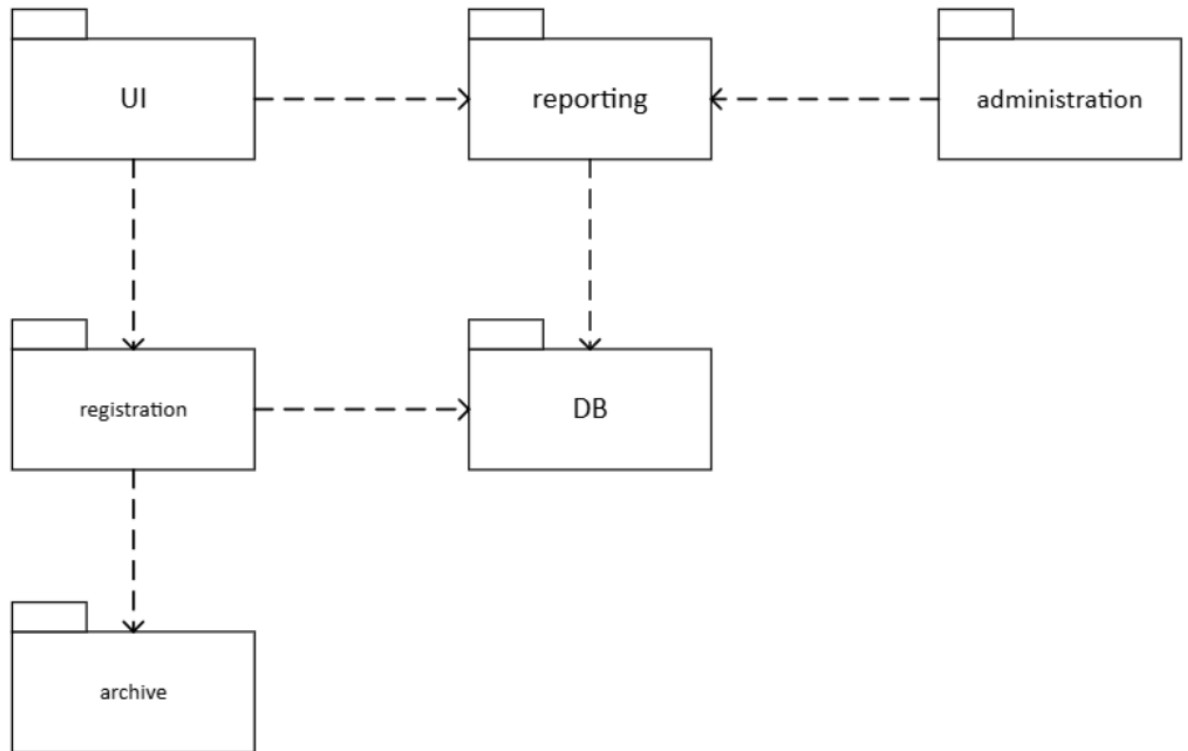 UI
reporting
administration
registration
DB
archive